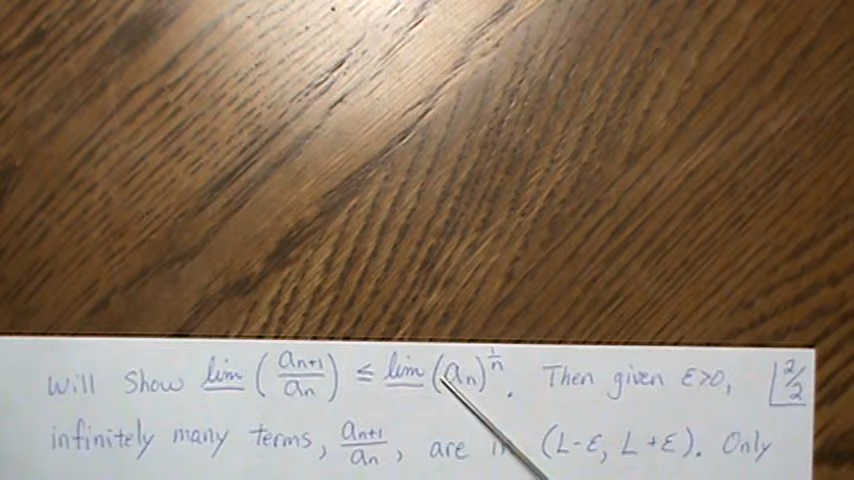 Will Show lim (aₙ₊₁/aₙ) ≤ lim (aₙ)^(1/n). Then given ε>0, 2/2
infinitely many terms, aₙ₊₁/aₙ, are in (L-ε, L+ε). Only